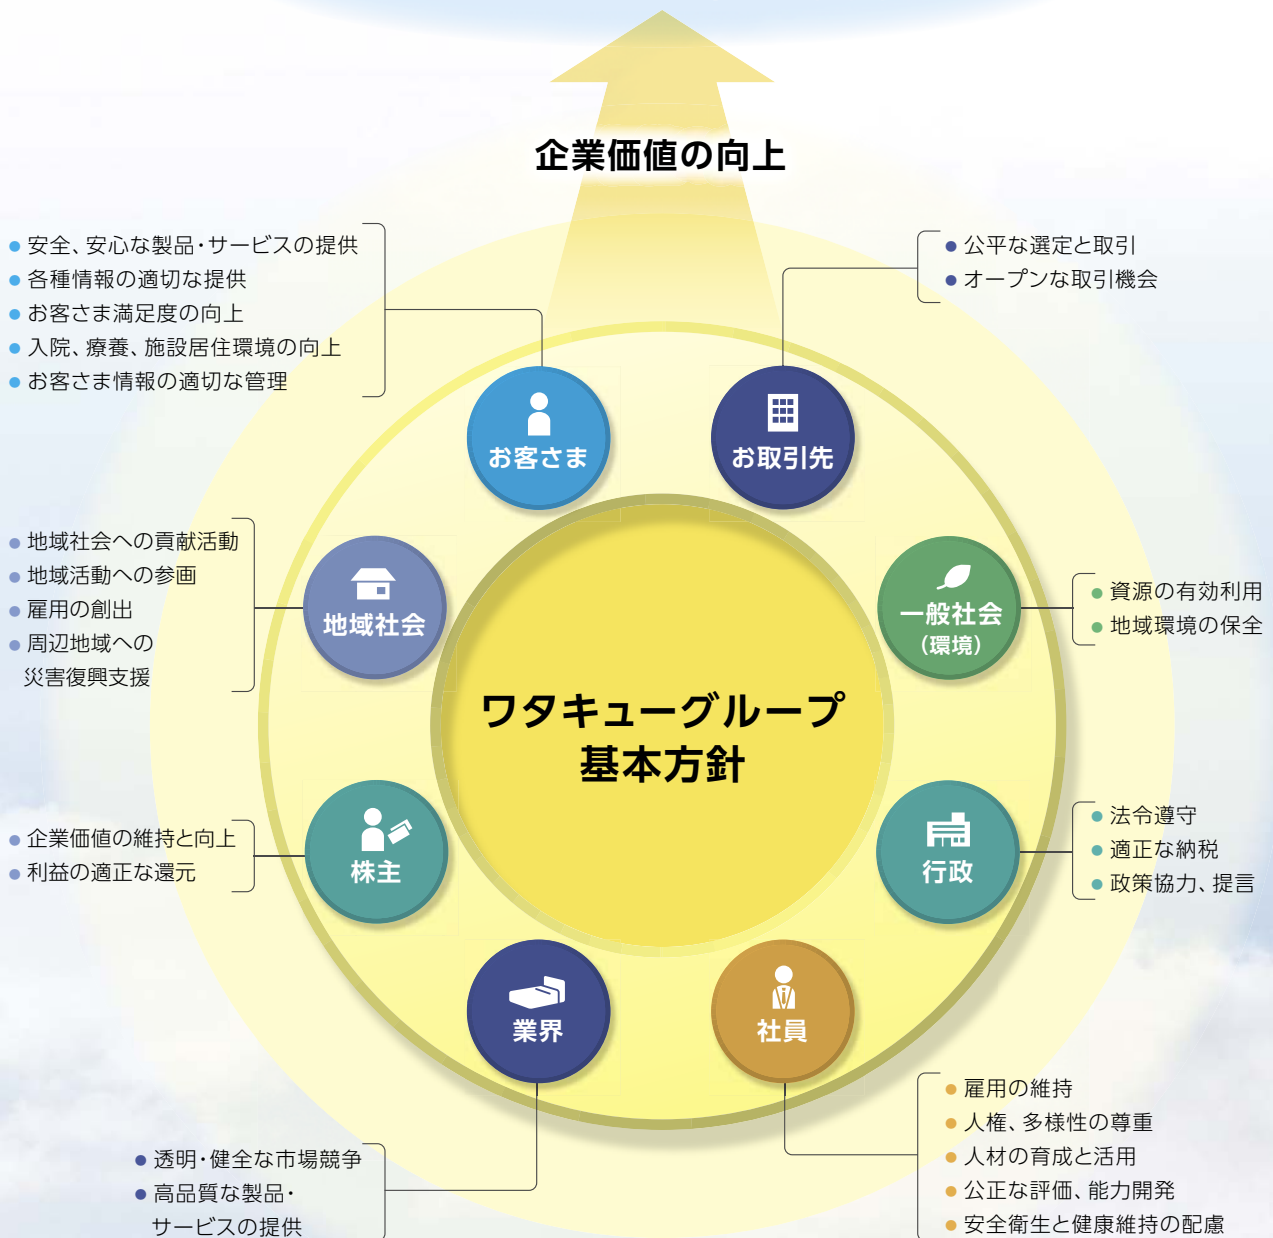 企業価値の向上
安全、安心な製品・サービスの提供
各種情報の適切な提供
お客さま満足度の向上
入院、療養、施設居住環境の向上
お客さま情報の適切な管理
お客さま
公平な選定と取引
オープンな取引機会
お取引先
地域社会への貢献活動
地域活動への参画
雇用の創出
周辺地域への
災害復興支援
地域社会
一般社会
（環境）
資源の有効利用
地域環境の保全
ワタキューグループ
基本方針
企業価値の維持と向上
利益の適正な還元
株主
行政
法令遵守
適正な納税
政策協力、提言
業界
透明・健全な市場競争
高品質な製品・
サービスの提供
社員
雇用の維持
人権、多様性の尊重
人材の育成と活用
公正な評価、能力開発
安全衛生と健康維持の配慮